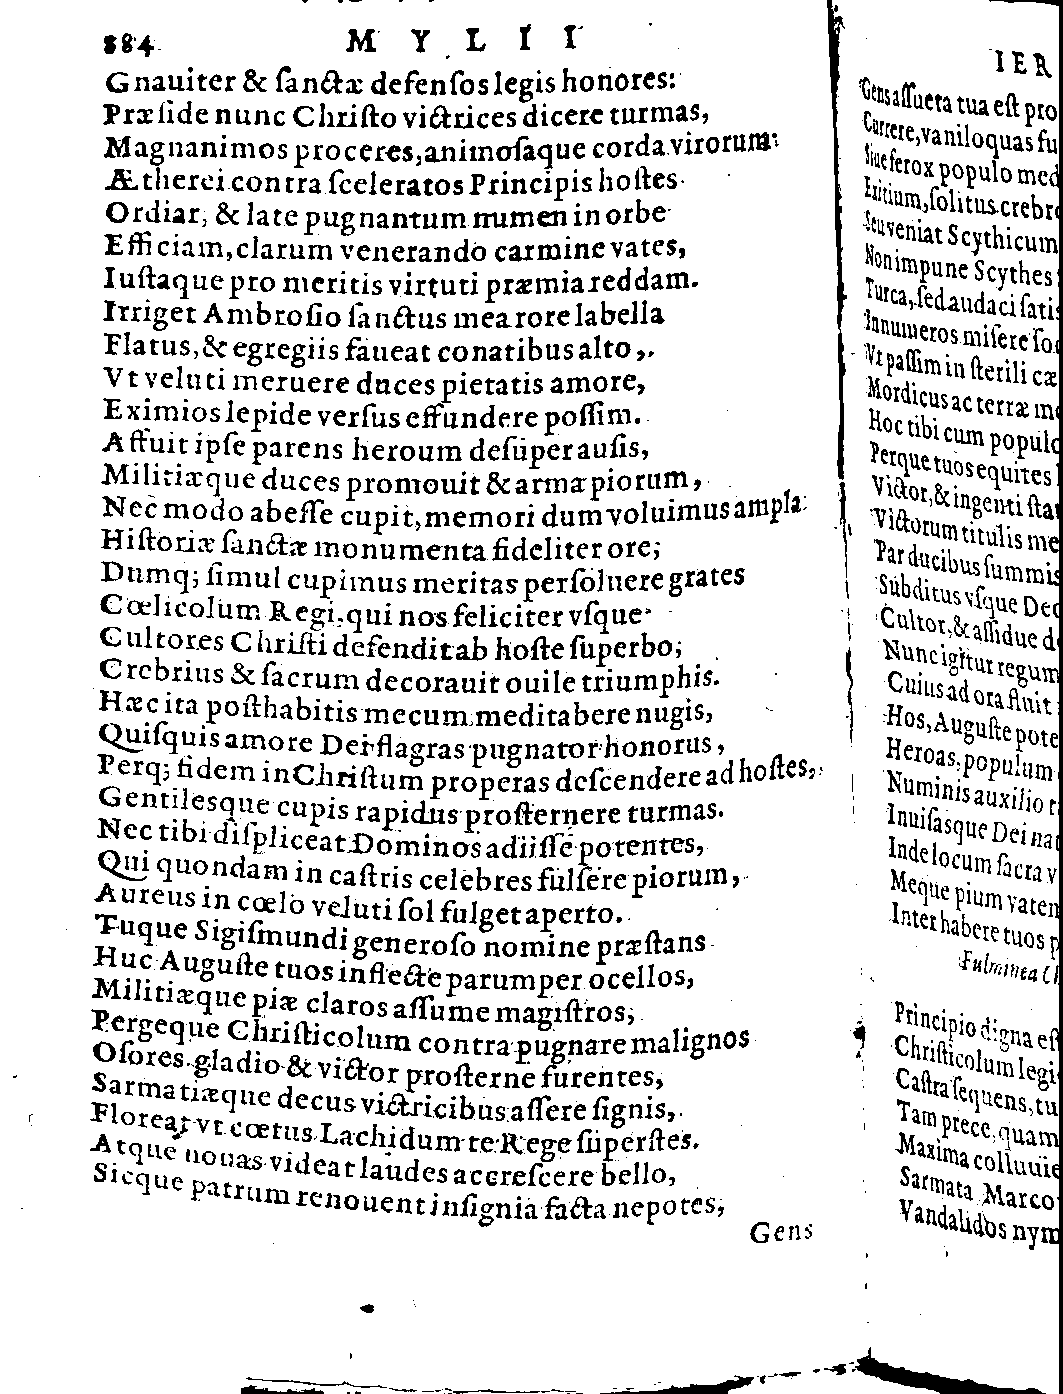 884 MYLII
Gnauiter & ſanctæ defenſos legis honores:
Præſide nunc Chriſto victrices dicere turmas,
Magnanimos proceres, animoſaque corda virorum:
Ætherei contra ſceleratos Principis hoſtes
Ordiar, & late pugnantum numen in orbe
Efficiam, clarum venerando carmine vates,
Iuſtaque pro meritis virtuti præmia reddam.
Irriget Ambroſio ſanctus mea rore labella
Flatus, & egregiis faueat conatibus alto,.
Vt veluti meruere duces pietatis amore,
Eximios lepide verſus effundere poſſim.
Affuit ipſe parens heroum deſuper auſis,
Militiæque duces promouit & arma piorum,
Nec modo abeſſe cupit, memori dum voluimus ampla
Hiſtoriæ ſanctæ monumenta fideliter ore;
Dumq; ſimul cupimus meritas perſoluere grates
Cœlicolum Regi, qui nos feliciter vſque
Cultores Chriſti defendit ab hoſte ſuperbo;
Crebrius & ſacrum decorauit ouile triumphis.
Hæc ita poſthabitis mecum meditabere nugis,
Quiſquis amore Dei flagras pugnator honorus,
Perq; fidem in Chriſtum properas deſcendere ad hoſtes,
Gentilesque cupis rapidus proſternere turmas.
Nec tibi diſpliceat Dominos adiiſſe potentes,
Qui quondam in caſtris celebres fulſere piorum,
Aureus in cœlo veluti ſol fulget aperto.
Tuque Sigiſmundi generoſo nomine præſtans
Huc Auguſte tuos inflecte parumper ocellos,
Militiæque piæ claros aſſume magiſtros;
Pergeque Chriſticolum contra pugnare malignos
Oſores gladio & victor proſterne furentes,
Sarmatiæque decus victricibus aſſere ſignis,
Floreat vt cœtus Lachidum te Rege ſuperſtes.
Atque nouas videat laudes accreſcere bello,
Sicque patrum renouent inſignia facta nepotes,
Gens
IER
Gens aſſueta tua eſt pro
Currere, vaniloquas fu
Siue ferox populo med
Exitium, ſolitus crebr
Seu veniat Scythicum
Non impune Scythes
Turca, ſed audaci ſatis
Innumeros miſere ſo
Vt paſſim in ſterili cæ
Mordicus ac terræ m
Hoc tibi cum populo
Perque tuos equites
Victor, & ingenti ſta
Victorum titulis me
Par ducibus ſummis
Subditus vſque Deo
Cultor, & aſſidue d
Nunc igitur regum
Cuius ad ora fluit
Hos, Auguſte pote
Heroas, populum
Numinis auxilio t
Inuiſasque Dei na
Inde locum ſacra v
Meque pium vatem
Inter habere tuos p
Fulminea
Principio digna eſt
Chriſticolum legi
Caſtra ſequens, tu
Tam prece, quam
Maxima colluuie
Sarmata Marco
Vandalidos nym